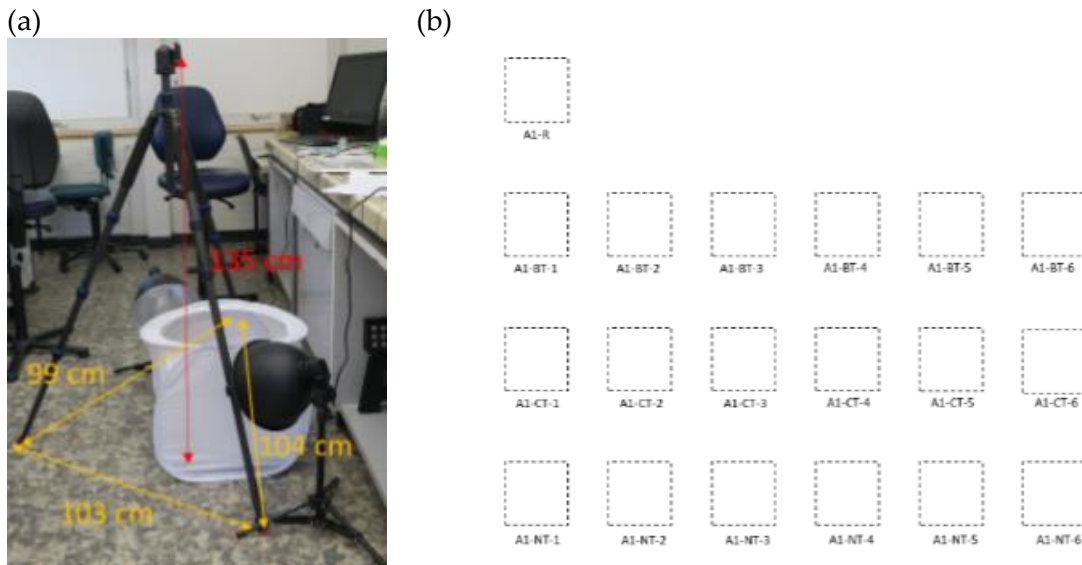 (a) (b)
135 cm
99 cm
104 cm
103 cm
A1-R
A1-BT-1 A1-BT-2 A1-BT-3 A1-BT-4 A1-BT-5 A1-BT-6
A1-CT-1 A1-CT-2 A1-CT-3 A1-CT-4 A1-CT-5 A1-CT-6
A1-NT-1 A1-NT-2 A1-NT-3 A1-NT-4 A1-NT-5 A1-NT-6